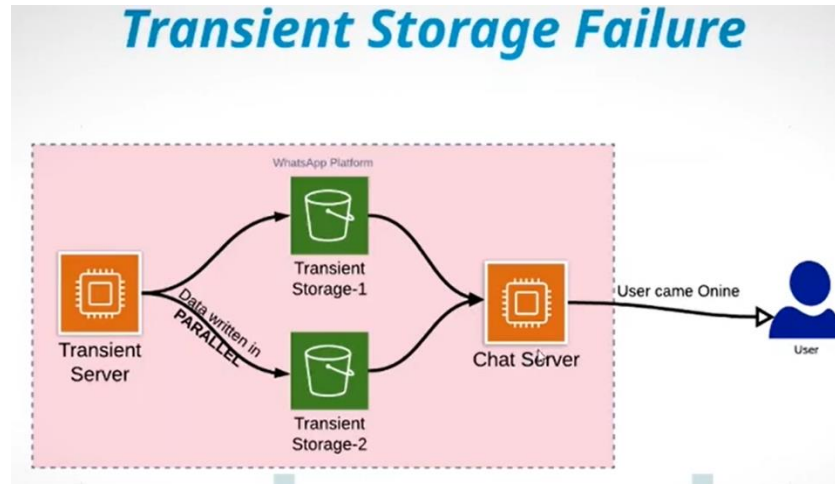 Transient Storage Failure
WhatsApp Platform
Transient
Storage-1
Data written in
PARALLEL
Transient
Server
Transient
Storage-2
Chat Server
User came Onine
User